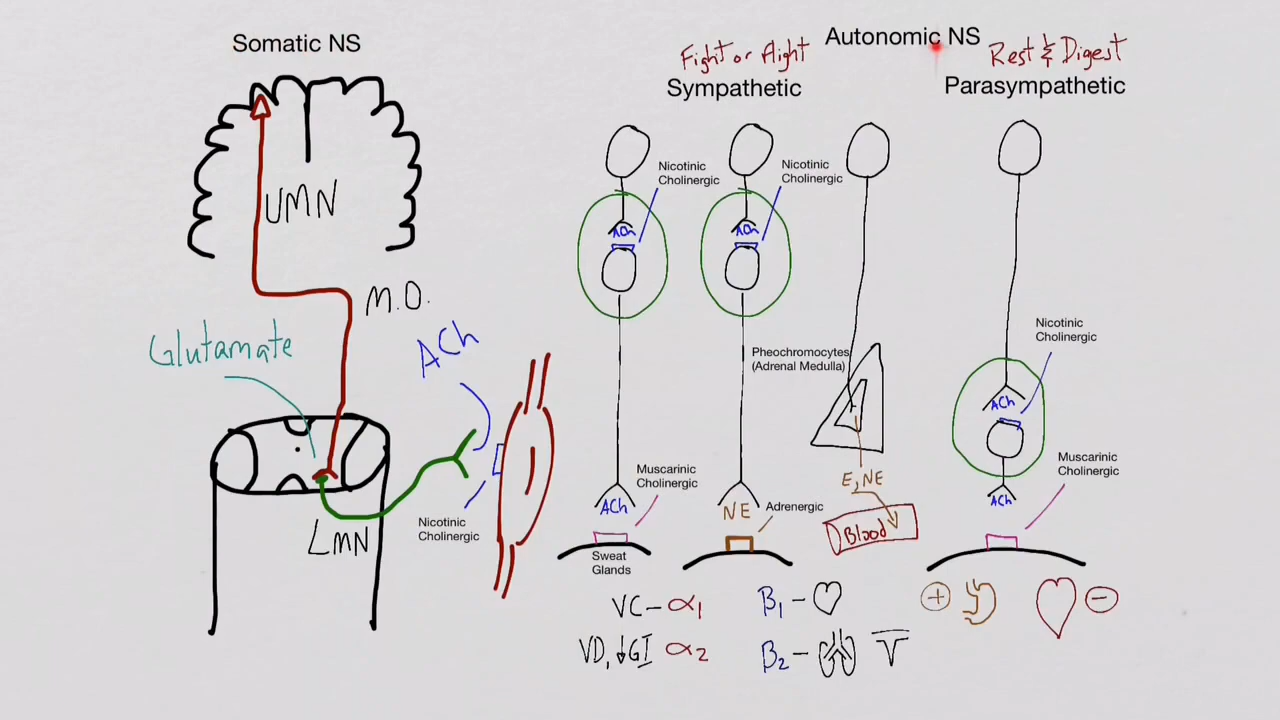 Somatic NS
UMN
M.O.
Glutamate
ACh
Nicotinic
Cholinergic
LMN
Autonomic NS
Fight or Flight
Sympathetic
Rest & Digest
Parasympathetic
Nicotinic
Cholinergic
ACh
Muscarinic
Cholinergic
ACh
Sweat
Glands
Nicotinic
Cholinergic
ACh
NE
Adrenergic
Pheochromocytes
(Adrenal Medulla)
E, NE
Blood
Nicotinic
Cholinergic
ACh
Muscarinic
Cholinergic
ACh
VC - α1
VD, ↓GI α2
β1 -
β2 -
+
-